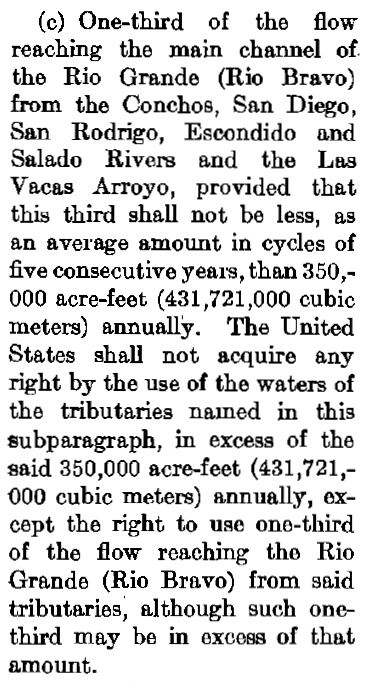 (c) One-third of the flow
reaching the main channel of
the Rio Grande (Rio Bravo)
from the Conchos, San Diego,
San Rodrigo, Escondido and
Salado Rivers and the Las
Vacas Arroyo, provided that
this third shall not be less, as
an average amount in cycles of
five consecutive years, than 350,-
000 acre-feet (431,721,000 cubic
meters) annually. The United
States shall not acquire any
right by the use of the waters of
the tributaries named in this
subparagraph, in excess of the
said 350,000 acre-feet (431,721,-
000 cubic meters) annually, ex-
cept the right to use one-third
of the flow reaching the Rio
Grande (Rio Bravo) from said
tributaries, although such one-
third may be in excess of that
amount.